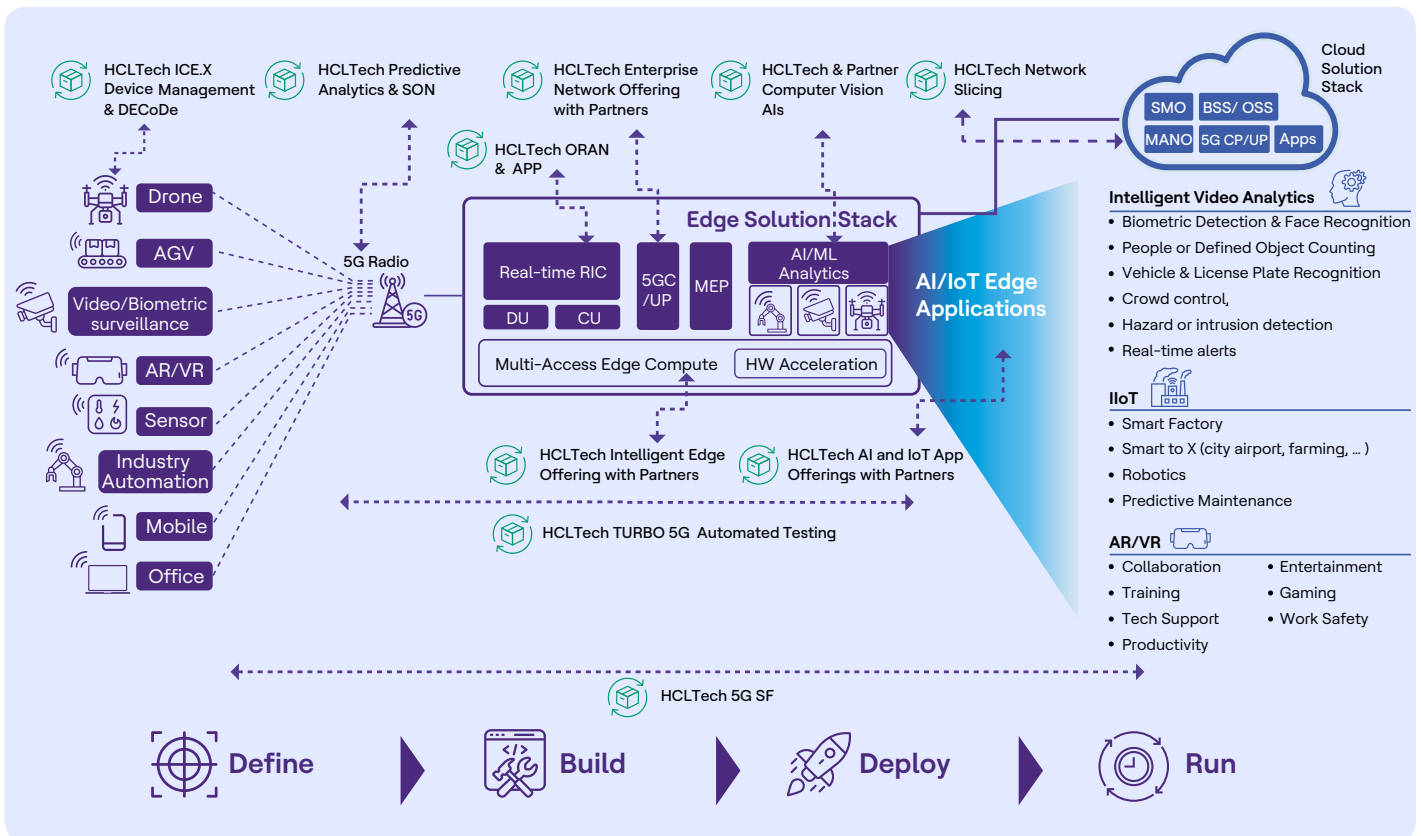 HCLTech ICE.X
Device Management
& DECoDe
HCLTech Predictive
Analytics & SON
HCLTech Enterprise
Network Offering
with Partners
HCLTech & Partner
Computer Vision
AIs
HCLTech Network
Slicing
Cloud
Solution
Stack
SMO
BSS/ OSS
MANO
5G CP/UP
Apps
HCLTech ORAN
& APP
Drone
AGV
Video/Biometric
surveillance
AR/VR
Sensor
Industry
Automation
Mobile
Office
5G Radio
5G
Edge Solution Stack
Real-time RIC
DU
CU
5GC
/UP
MEP
AI/ML
Analytics
Multi-Access Edge Compute
HW Acceleration
AI/IoT Edge
Applications
HCLTech Intelligent Edge
Offering with Partners
HCLTech AI and IoT App
Offerings with Partners
HCLTech TURBO 5G Automated Testing
Intelligent Video Analytics
• Biometric Detection & Face Recognition
• People or Defined Object Counting
• Vehicle & License Plate Recognition
• Crowd control,
• Hazard or intrusion detection
• Real-time alerts
IIoT
• Smart Factory
• Smart to X (city airport, farming, ... )
• Robotics
• Predictive Maintenance
AR/VR
• Collaboration
• Training
• Tech Support
• Productivity
• Entertainment
• Gaming
• Work Safety
HCLTech 5G SF
Define
</>
Build
Deploy
Run